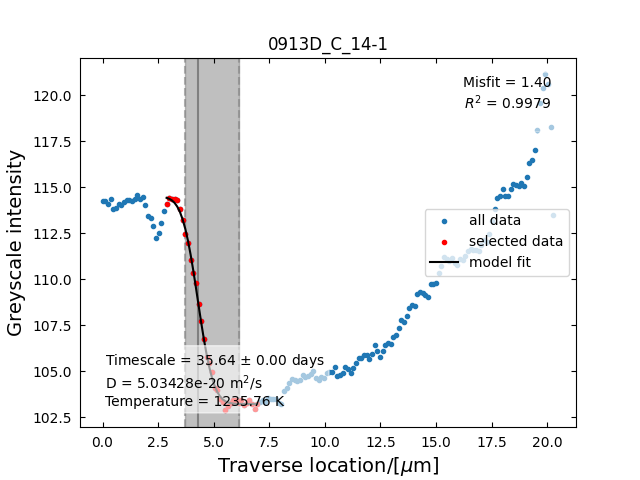 0913D_C_14-1
Misfit = 1.40
R² = 0.9979
120.0
117.5
115.0
112.5
110.0
107.5
105.0
102.5
Greyscale intensity
all data
selected data
model fit
Timescale = 35.64 ± 0.00 days
D = 5.03428e-20 m²/s
Temperature = 1235.76 K
0.0 2.5 5.0 7.5 10.0 12.5 15.0 17.5 20.0
Traverse location/[μm]